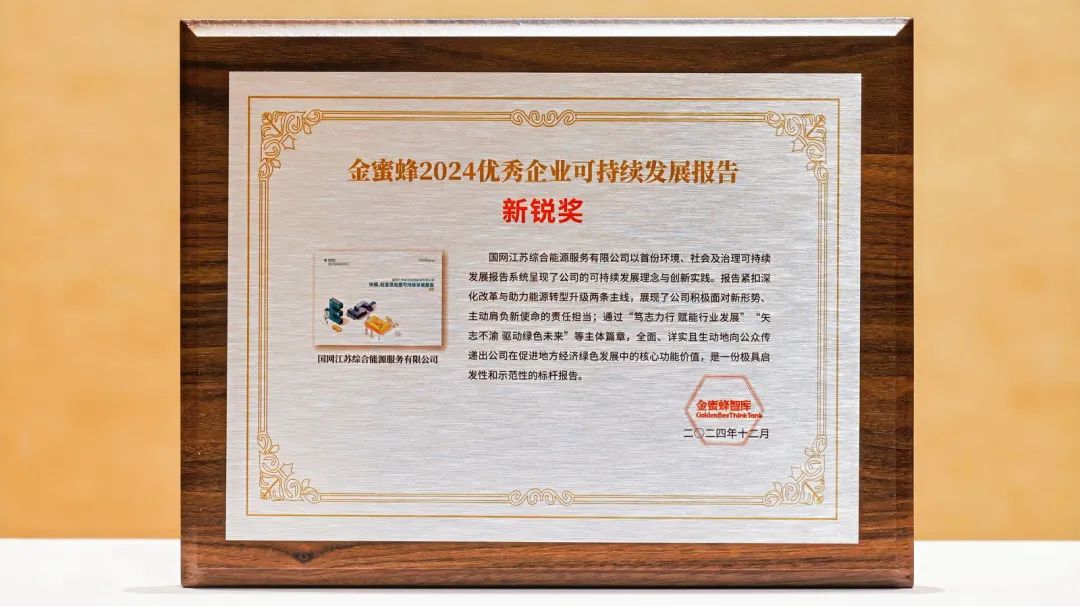 金蜜蜂2024优秀企业可持续发展报告
新锐奖
国网江苏综合能源服务有限公司以首份环境、社会及治理可持续
发展报告系统呈现了公司的可持续发展理念与创新实践。报告紧扣深
化改革与助力能源转型升级两条主线，展现了公司积极面对新形势、
主动肩负新使命的责任担当；通过“笃志力行 赋能行业发展”“矢
志不渝 驱动绿色未来”等主体篇章，全面、详实且生动地向公众传
递出公司在促进地方经济绿色发展中的核心功能价值，是一份极具启
发性和示范性的标杆报告。
国网江苏综合能源服务有限公司
金蜜蜂智库
GoldenBeeThinkTank
二〇二四年十二月